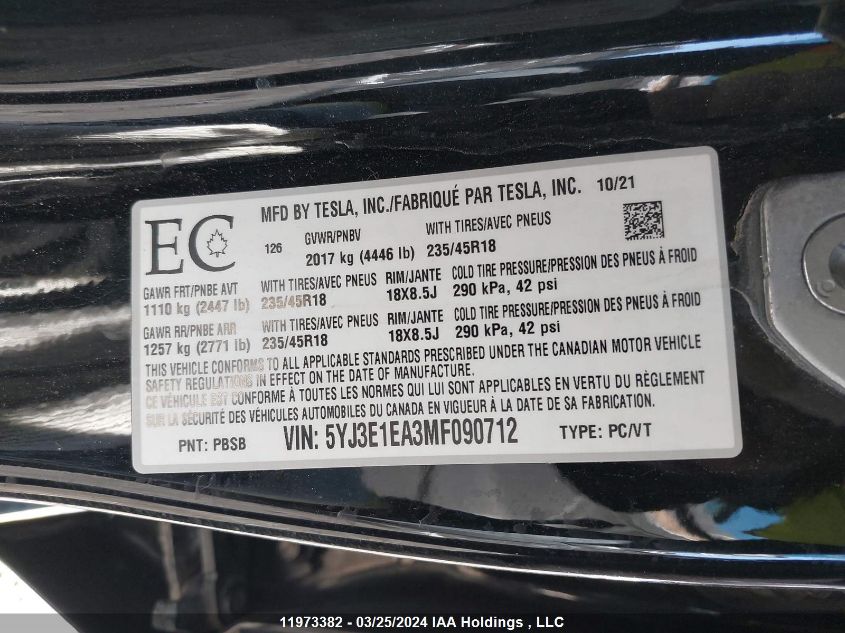 MFD BY TESLA, INC./FABRIQUÉ PAR TESLA, INC. 10/21
EC
126
GVWR/PNBV WITH TIRES/AVEC PNEUS
2017 kg (4446 lb) 235/45R18
GAWR FRT/PNBE AVT WITH TIRES/AVEC PNEUS RIM/JANTE COLD TIRE PRESSURE/PRESSION DES PNEUS À FROID
1110 kg (2447 lb) 235/45R18 18X8.5J 290 kPa, 42 psi
GAWR RR/PNBE ARR WITH TIRES/AVEC PNEUS RIM/JANTE COLD TIRE PRESSURE/PRESSION DES PNEUS À FROID
1257 kg (2771 lb) 235/45R18 18X8.5J 290 kPa, 42 psi
THIS VEHICLE CONFORMS TO ALL APPLICABLE STANDARDS PRESCRIBED UNDER THE CANADIAN MOTOR VEHICLE
SAFETY REGULATIONS IN EFFECT ON THE DATE OF MANUFACTURE.
CE VÉHICULE EST CONFORME À TOUTES LES NORMES QUI LUI SONT APPLICABLES EN VERTU DU RÈGLEMENT
SUR LA SÉCURITÉ DES VÉHICULES AUTOMOBILES DU CANADA EN VIGUEUR À LA DATE DE SA FABRICATION.
PNT: PBSB VIN: 5YJ3E1EA3MF090712 TYPE: PC/VT
11973382 - 03/25/2024 IAA Holdings , LLC